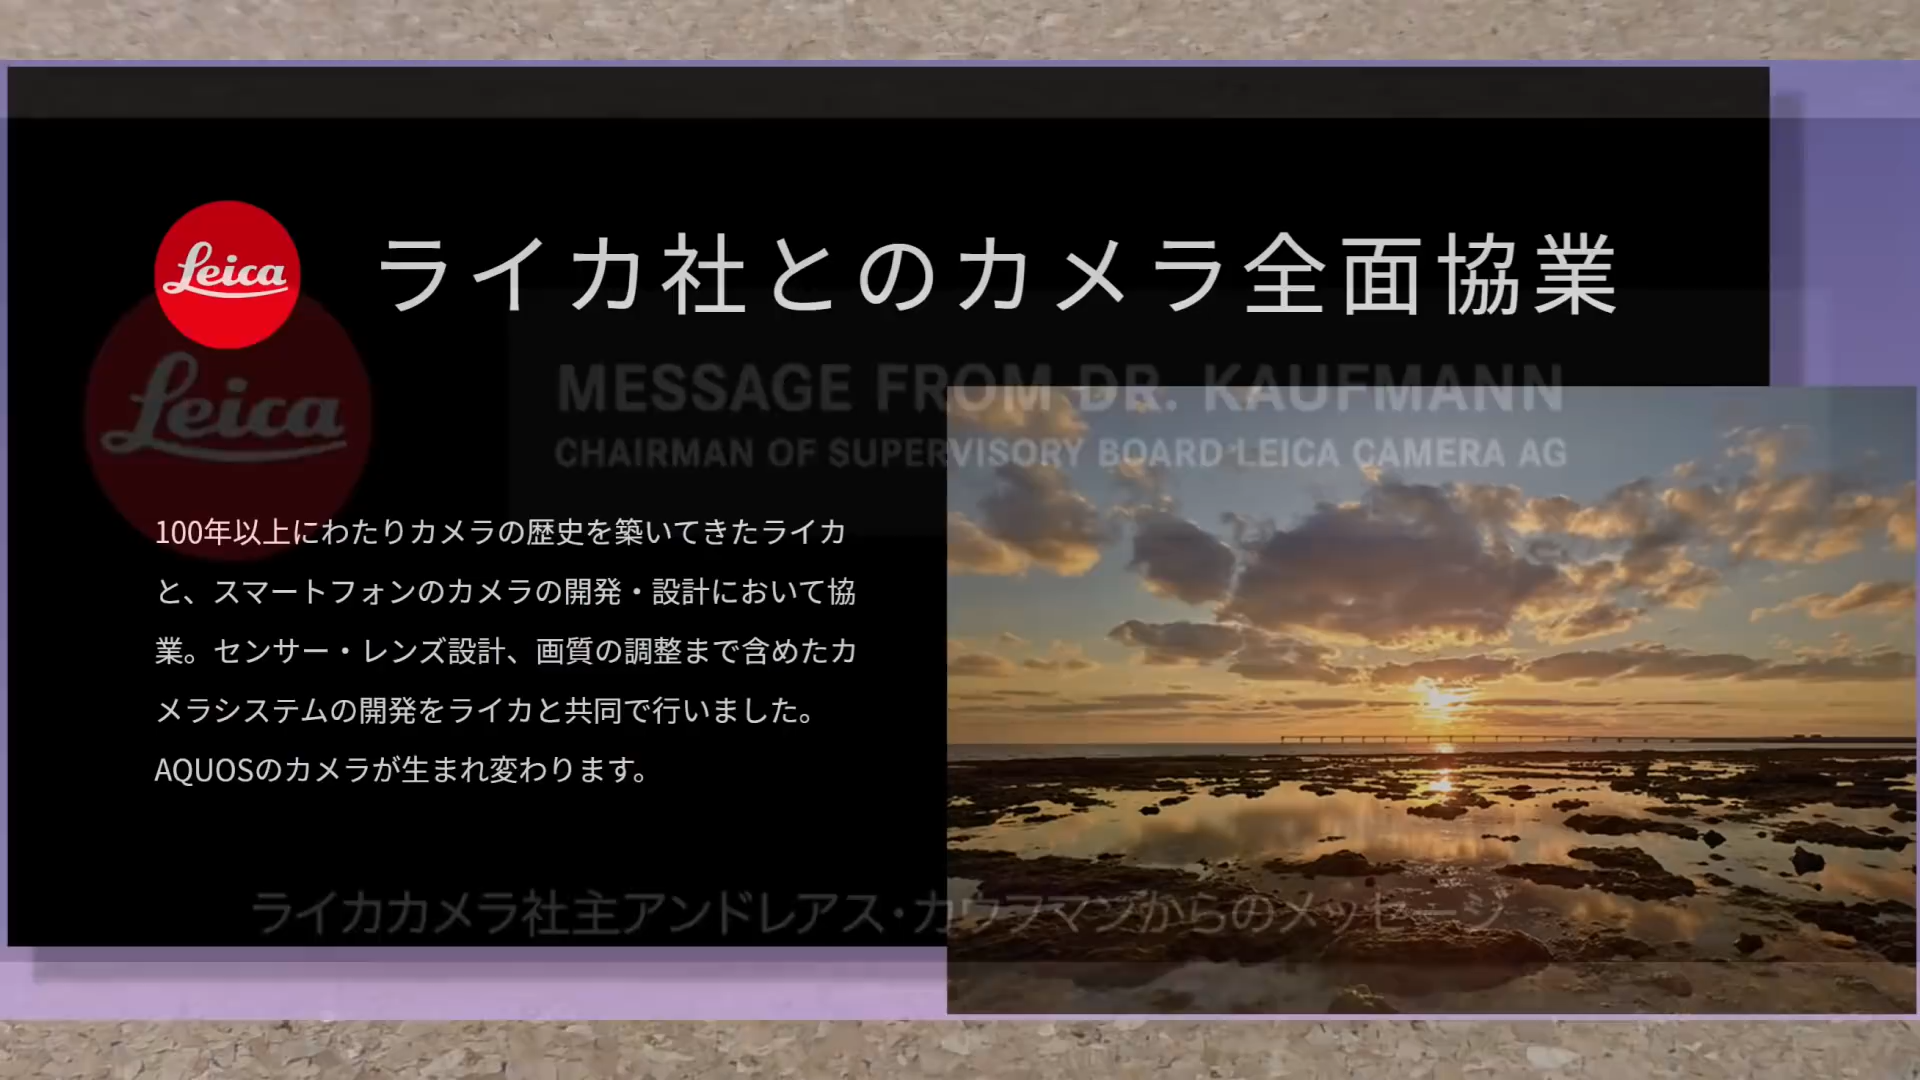 Leica
ライカ社とのカメラ全面協業
Leica
MESSAGE FROM DR. KAUFMANN
CHAIRMAN OF SUPERVISORY BOARD LEICA CAMERA AG
100年以上にわたりカメラの歴史を築いてきたライカ
と、スマートフォンのカメラの開発・設計において協
業。センサー・レンズ設計、画質の調整まで含めたカ
メラシステムの開発をライカと共同で行いました。
AQUOSのカメラが生まれ変わります。
ライカカメラ社主アンドレアス・カウフマンからのメッセージ